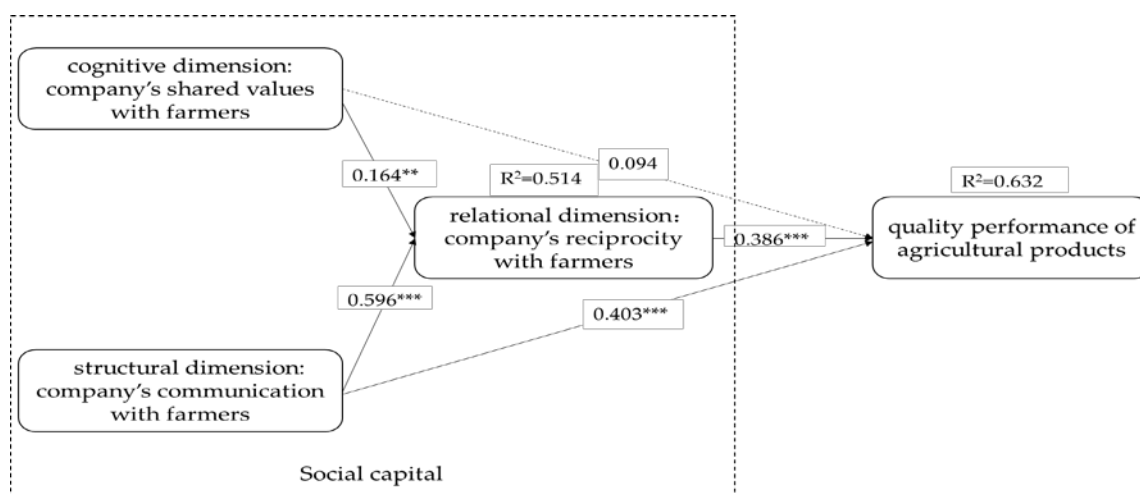 cognitive dimension:
company's shared values
with farmers
0.164**
R²=0.514
0.094
R²=0.632
relational dimension:
company's reciprocity
with farmers
0.386***
quality performance of
agricultural products
0.596***
0.403***
structural dimension:
company's communication
with farmers
Social capital